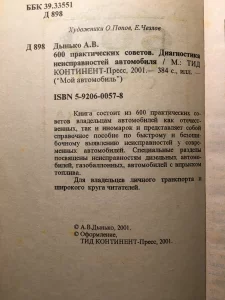 ББК 39.33551
Д 898
Художники О.Попов, Е.Чехлов
Д 898 Дынько А.В.
600 практических советов. Диагностика
неисправностей автомобиля / М.: ТИД
КОНТИНЕНТ-Пресс, 2001.— 384 с., илл. —
("Мой автомобиль")
ISBN 5-9206-0057-8
Книга состоит из 600 практических со-
ветов владельцам автомобилей как отечест-
венных, так и иномарок и представляет собой
справочное пособие по быстрому и безоши-
бочному выявлению неисправностей у совре-
менных автомобилей. Специальные разделы
посвящены неисправностям дизельных автомо-
билей, газобаллонных, автомобилей с впрыском
топлива.
Для владельцев личного транспорта и
широкого круга читателей.
© А.В.Дынько, 2001.
© Оформление,
ТИД КОНТИНЕНТ-Пресс, 2001.